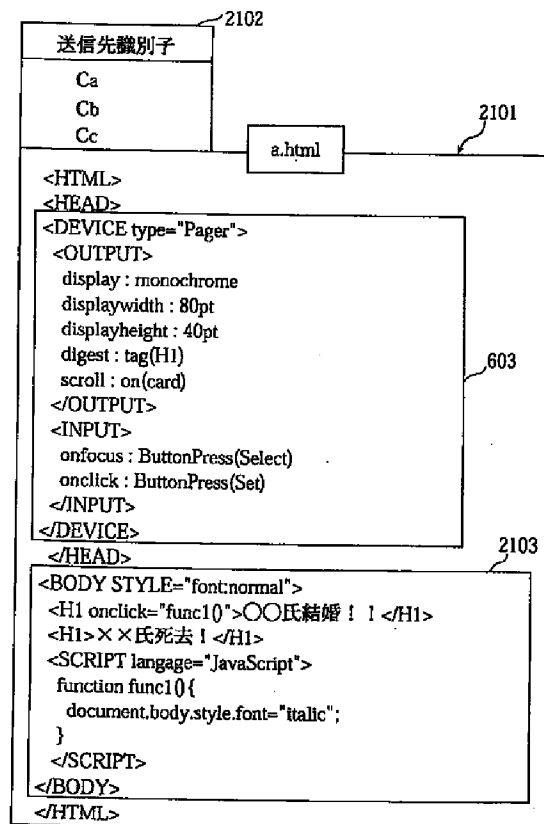 2102
送信先識別子
Ca
Cb
Cc
2101
a.html
<HTML>
<HEAD>
<DEVICE type="Pager">
<OUTPUT>
display : monochrome
displaywidth : 80pt
displayheight : 40pt
digest : tag(H1)
scroll : on(card)
</OUTPUT>
<INPUT>
onfocus : ButtonPress(Select)
onclick : ButtonPress(Set)
</INPUT>
</DEVICE>
603
</HEAD>
2103
<BODY STYLE="font:normal">
<H1 onclick="func1()">〇〇氏結婚！！</H1>
<H1>××氏死去！</H1>
<SCRIPT langage="JavaScript">
function func1(){
document.body.style.font="italic";
}
</SCRIPT>
</BODY>
</HTML>